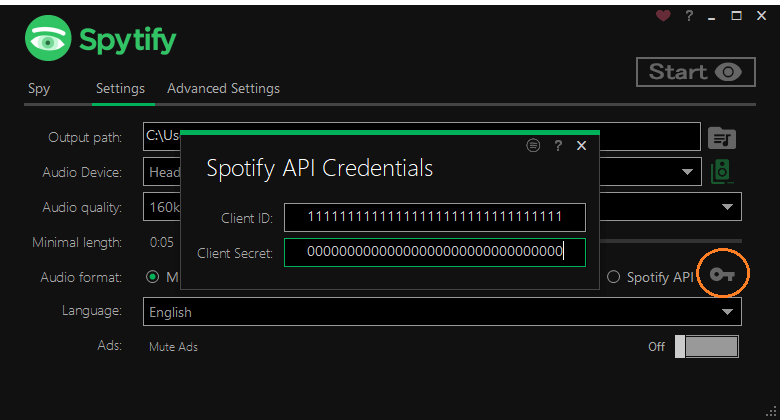 Spytify
Start
Spy Settings Advanced Settings
Output path: C:\Us
Spotify API Credentials
Audio Device: Head
Audio quality: 160k
Client ID: 11111111111111111111111111111111
Minimal length: 0:05
Client Secret: 00000000000000000000000000000000
Audio format: M Spotify API
Language: English
Ads: Mute Ads Off